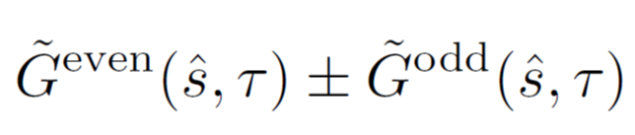 G̃^even(ŝ, τ) ± G̃^odd(ŝ, τ)